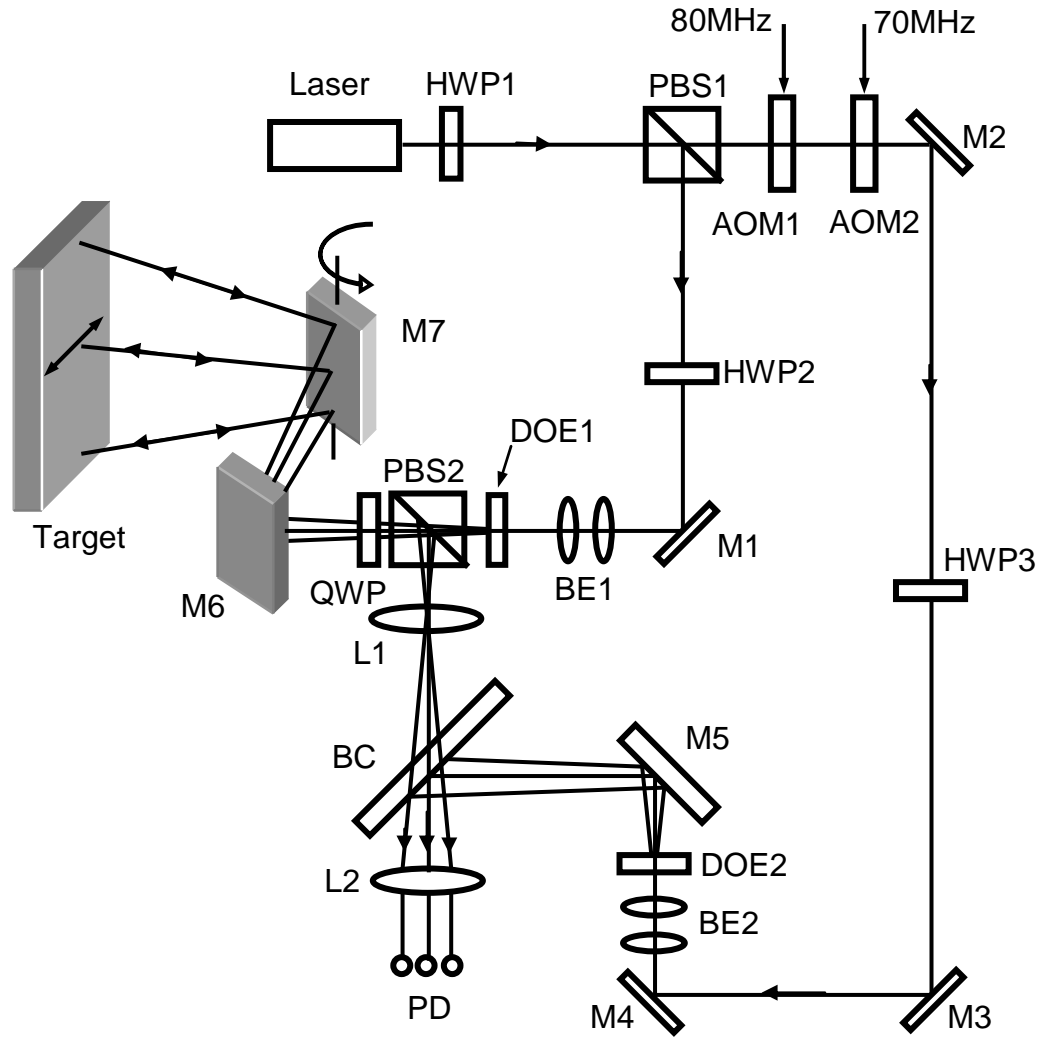 80MHz
70MHz
Laser
HWP1
PBS1
M2
AOM1
AOM2
M7
HWP2
DOE1
PBS2
Target
M1
HWP3
QWP
BE1
M6
L1
M5
BC
DOE2
L2
BE2
PD
M4
M3